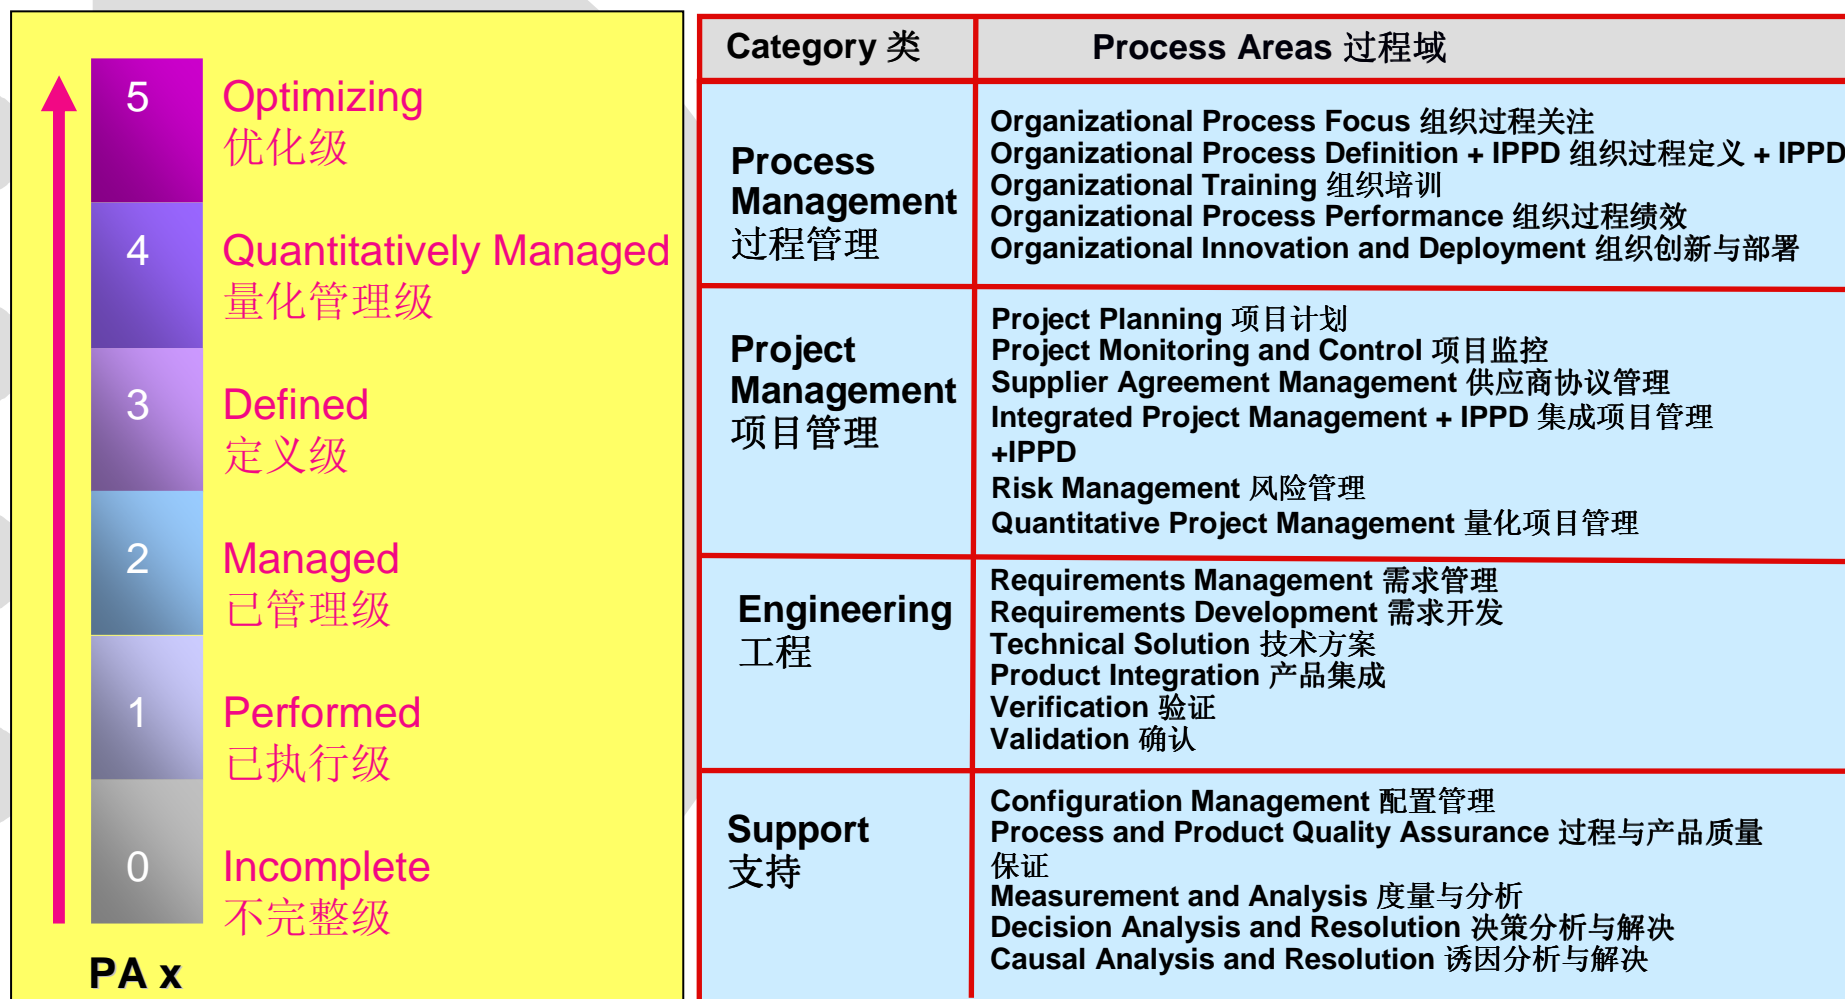 5
Optimizing
优化级
4
Quantitatively Managed
量化管理级
3
Defined
定义级
2
Managed
已管理级
1
Performed
已执行级
0
Incomplete
不完整级
PA x
Category 类
Process Areas 过程域
Process
Management
过程管理
Organizational Process Focus 组织过程关注
Organizational Process Definition + IPPD 组织过程定义 + IPPD
Organizational Training 组织培训
Organizational Process Performance 组织过程绩效
Organizational Innovation and Deployment 组织创新与部署
Project
Management
项目管理
Project Planning 项目计划
Project Monitoring and Control 项目监控
Supplier Agreement Management 供应商协议管理
Integrated Project Management + IPPD 集成项目管理
+IPPD
Risk Management 风险管理
Quantitative Project Management 量化项目管理
Engineering
工程
Requirements Management 需求管理
Requirements Development 需求开发
Technical Solution 技术方案
Product Integration 产品集成
Verification 验证
Validation 确认
Support
支持
Configuration Management 配置管理
Process and Product Quality Assurance 过程与产品质量
保证
Measurement and Analysis 度量与分析
Decision Analysis and Resolution 决策分析与解决
Causal Analysis and Resolution 诱因分析与解决